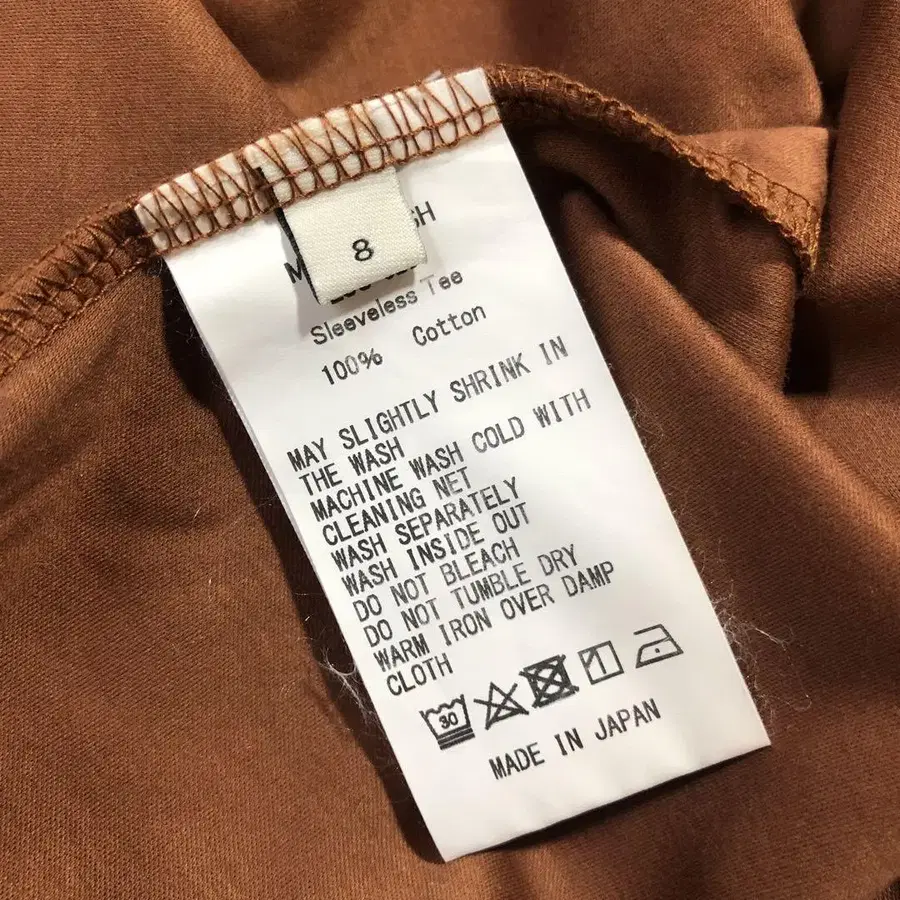 8
Sleeveless Tee
100% Cotton
MAY SLIGHTLY SHRINK IN
THE WASH
MACHINE WASH COLD WITH
CLEANING NET
WASH SEPARATELY
WASH INSIDE OUT
DO NOT BLEACH
DO NOT TUMBLE DRY
WARM IRON OVER DAMP
CLOTH
30
MADE IN JAPAN